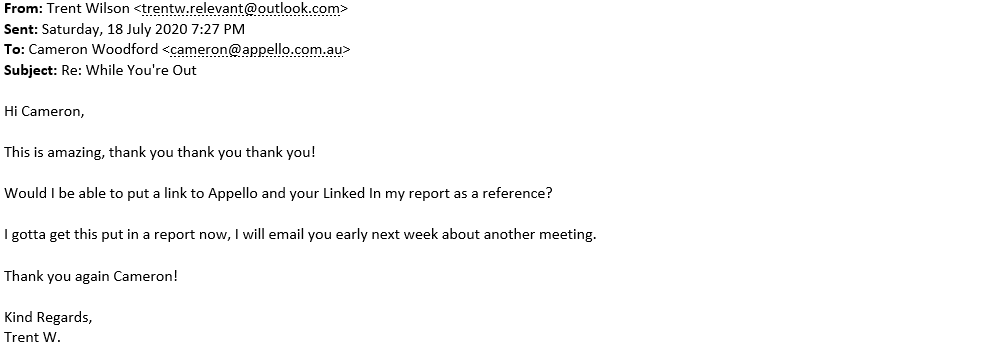 From: Trent Wilson <trentw.relevant@outlook.com>
Sent: Saturday, 18 July 2020 7:27 PM
To: Cameron Woodford <cameron@appello.com.au>
Subject: Re: While You're Out
Hi Cameron,
This is amazing, thank you thank you thank you!
Would I be able to put a link to Appello and your Linked In my report as a reference?
I gotta get this put in a report now, I will email you early next week about another meeting.
Thank you again Cameron!
Kind Regards,
Trent W.